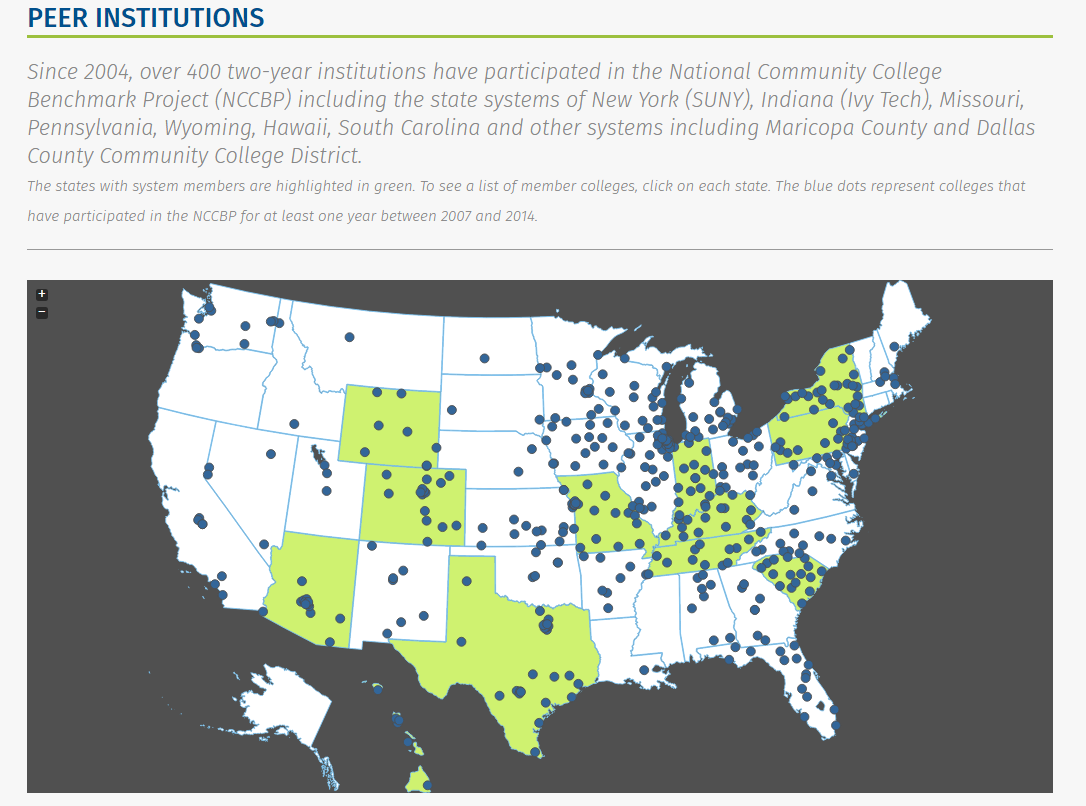 PEER INSTITUTIONS
Since 2004, over 400 two-year institutions have participated in the National Community College
Benchmark Project (NCCBP) including the state systems of New York (SUNY), Indiana (Ivy Tech), Missouri,
Pennsylvania, Wyoming, Hawaii, South Carolina and other systems including Maricopa County and Dallas
County Community College District.
The states with system members are highlighted in green. To see a list of member colleges, click on each state. The blue dots represent colleges that
have participated in the NCCBP for at least one year between 2007 and 2014.
+
−